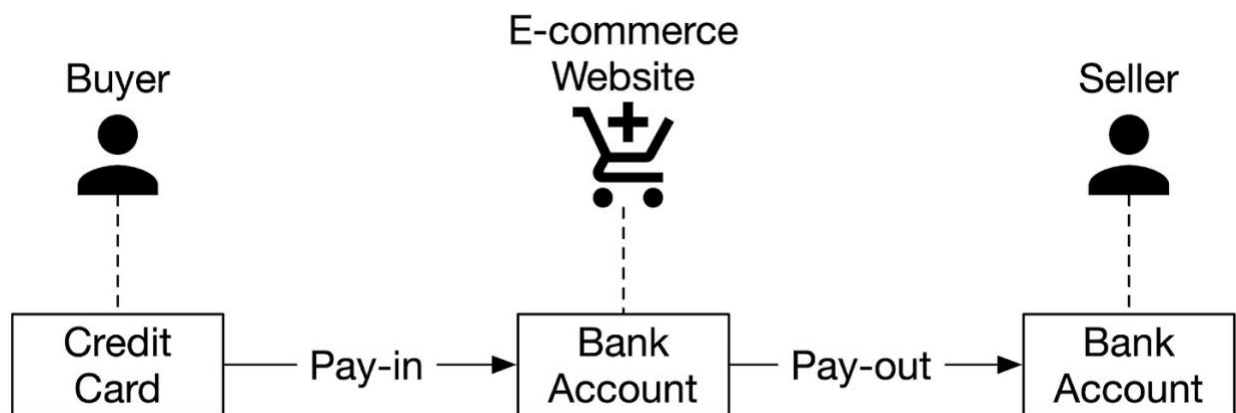 Buyer
E-commerce
Website
Seller
Credit
Card
Pay-in
Bank
Account
Pay-out
Bank
Account